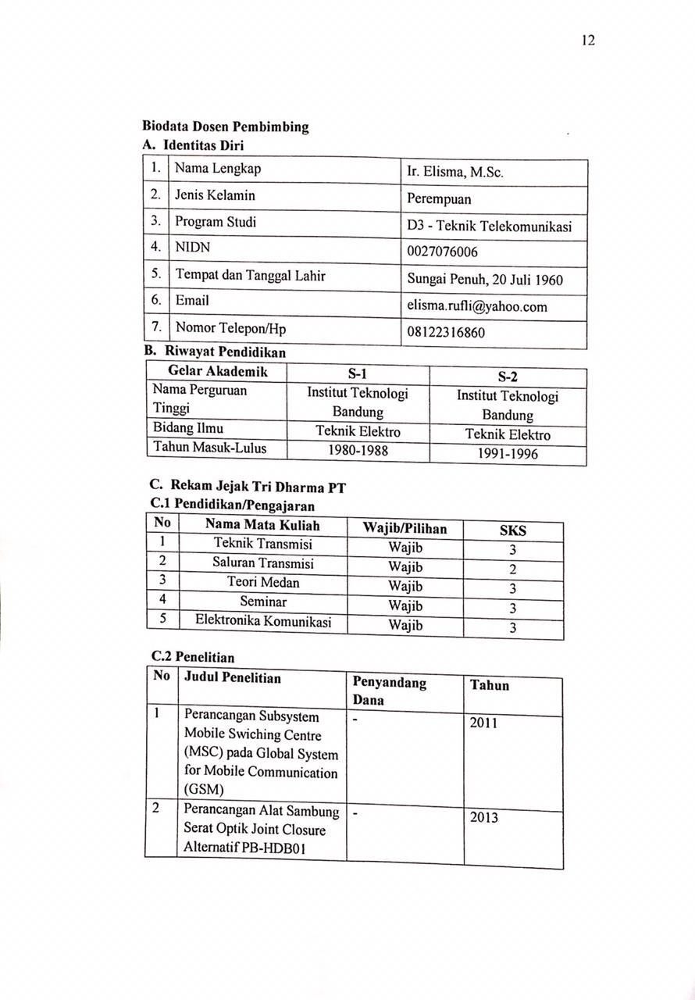 12
Biodata Dosen Pembimbing
A. Identitas Diri
1. Nama Lengkap Ir. Elisma, M.Sc.
2. Jenis Kelamin Perempuan
3. Program Studi D3 - Teknik Telekomunikasi
4. NIDN 0027076006
5. Tempat dan Tanggal Lahir Sungai Penuh, 20 Juli 1960
6. Email elisma.rufli@yahoo.com
7. Nomor Telepon/Hp 08122316860
B. Riwayat Pendidikan
Gelar Akademik S-1 S-2
Nama Perguruan Institut Teknologi Institut Teknologi
Tinggi Bandung Bandung
Bidang Ilmu Teknik Elektro Teknik Elektro
Tahun Masuk-Lulus 1980-1988 1991-1996
C. Rekam Jejak Tri Dharma PT
C.1 Pendidikan/Pengajaran
No Nama Mata Kuliah Wajib/Pilihan SKS
1 Teknik Transmisi Wajib 3
2 Saluran Transmisi Wajib 2
3 Teori Medan Wajib 3
4 Seminar Wajib 3
5 Elektronika Komunikasi Wajib 3
C.2 Penelitian
No Judul Penelitian Penyandang Tahun
Dana
1 Perancangan Subsystem - 2011
Mobile Swiching Centre
(MSC) pada Global System
for Mobile Communication
(GSM)
2 Perancangan Alat Sambung - 2013
Serat Optik Joint Closure
Alternatif PB-HDB01